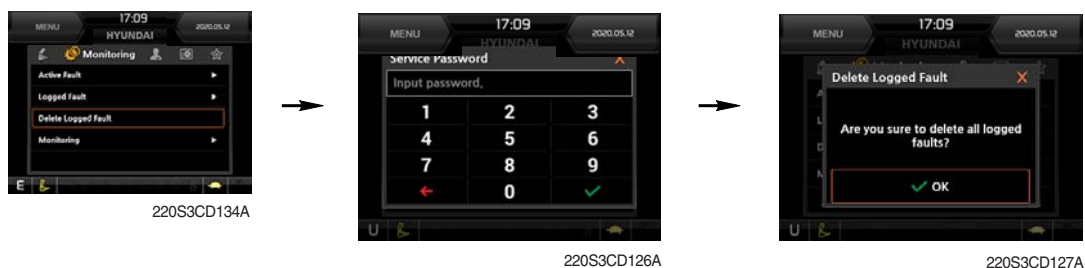 MENU
17:09
2020.05.12
HYUNDAI
Monitoring
Active Fault
Logged Fault
Delete Logged Fault
Monitoring
E
220S3CD134A
MENU
17:09
2020.05.12
HYUNDAI
Service Password
X
Input password,
1 2 3
4 5 6
7 8 9
0
U
220S3CD126A
MENU
17:09
2020.05.12
HYUNDAI
Delete Logged Fault
X
Are you sure to delete all logged
faults?
OK
U
220S3CD127A